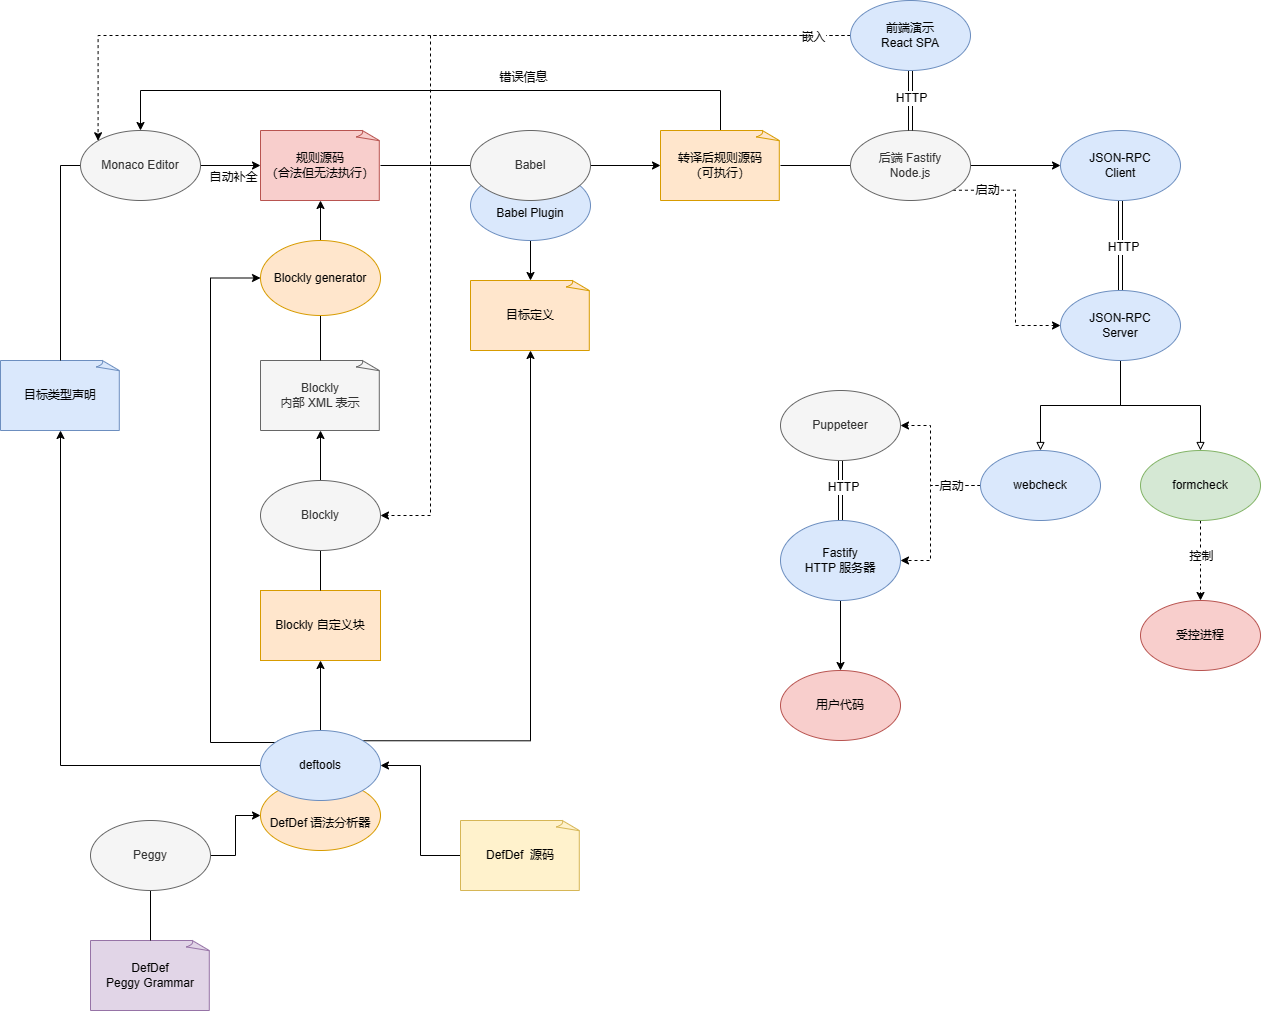 前端演示
React SPA
嵌入
错误信息
HTTP
Monaco Editor
自动补全
规则源码
（合法但无法执行）
Babel
Babel Plugin
转译后规则源码
（可执行）
后端 Fastify
Node.js
启动
JSON-RPC
Client
HTTP
Blockly generator
目标定义
JSON-RPC
Server
目标类型声明
Blockly
内部 XML 表示
Puppeteer
HTTP
启动
webcheck
formcheck
Blockly
Fastify
HTTP 服务器
控制
Blockly 自定义块
受控进程
用户代码
deftools
DefDef 语法分析器
Peggy
DefDef 源码
DefDef
Peggy Grammar